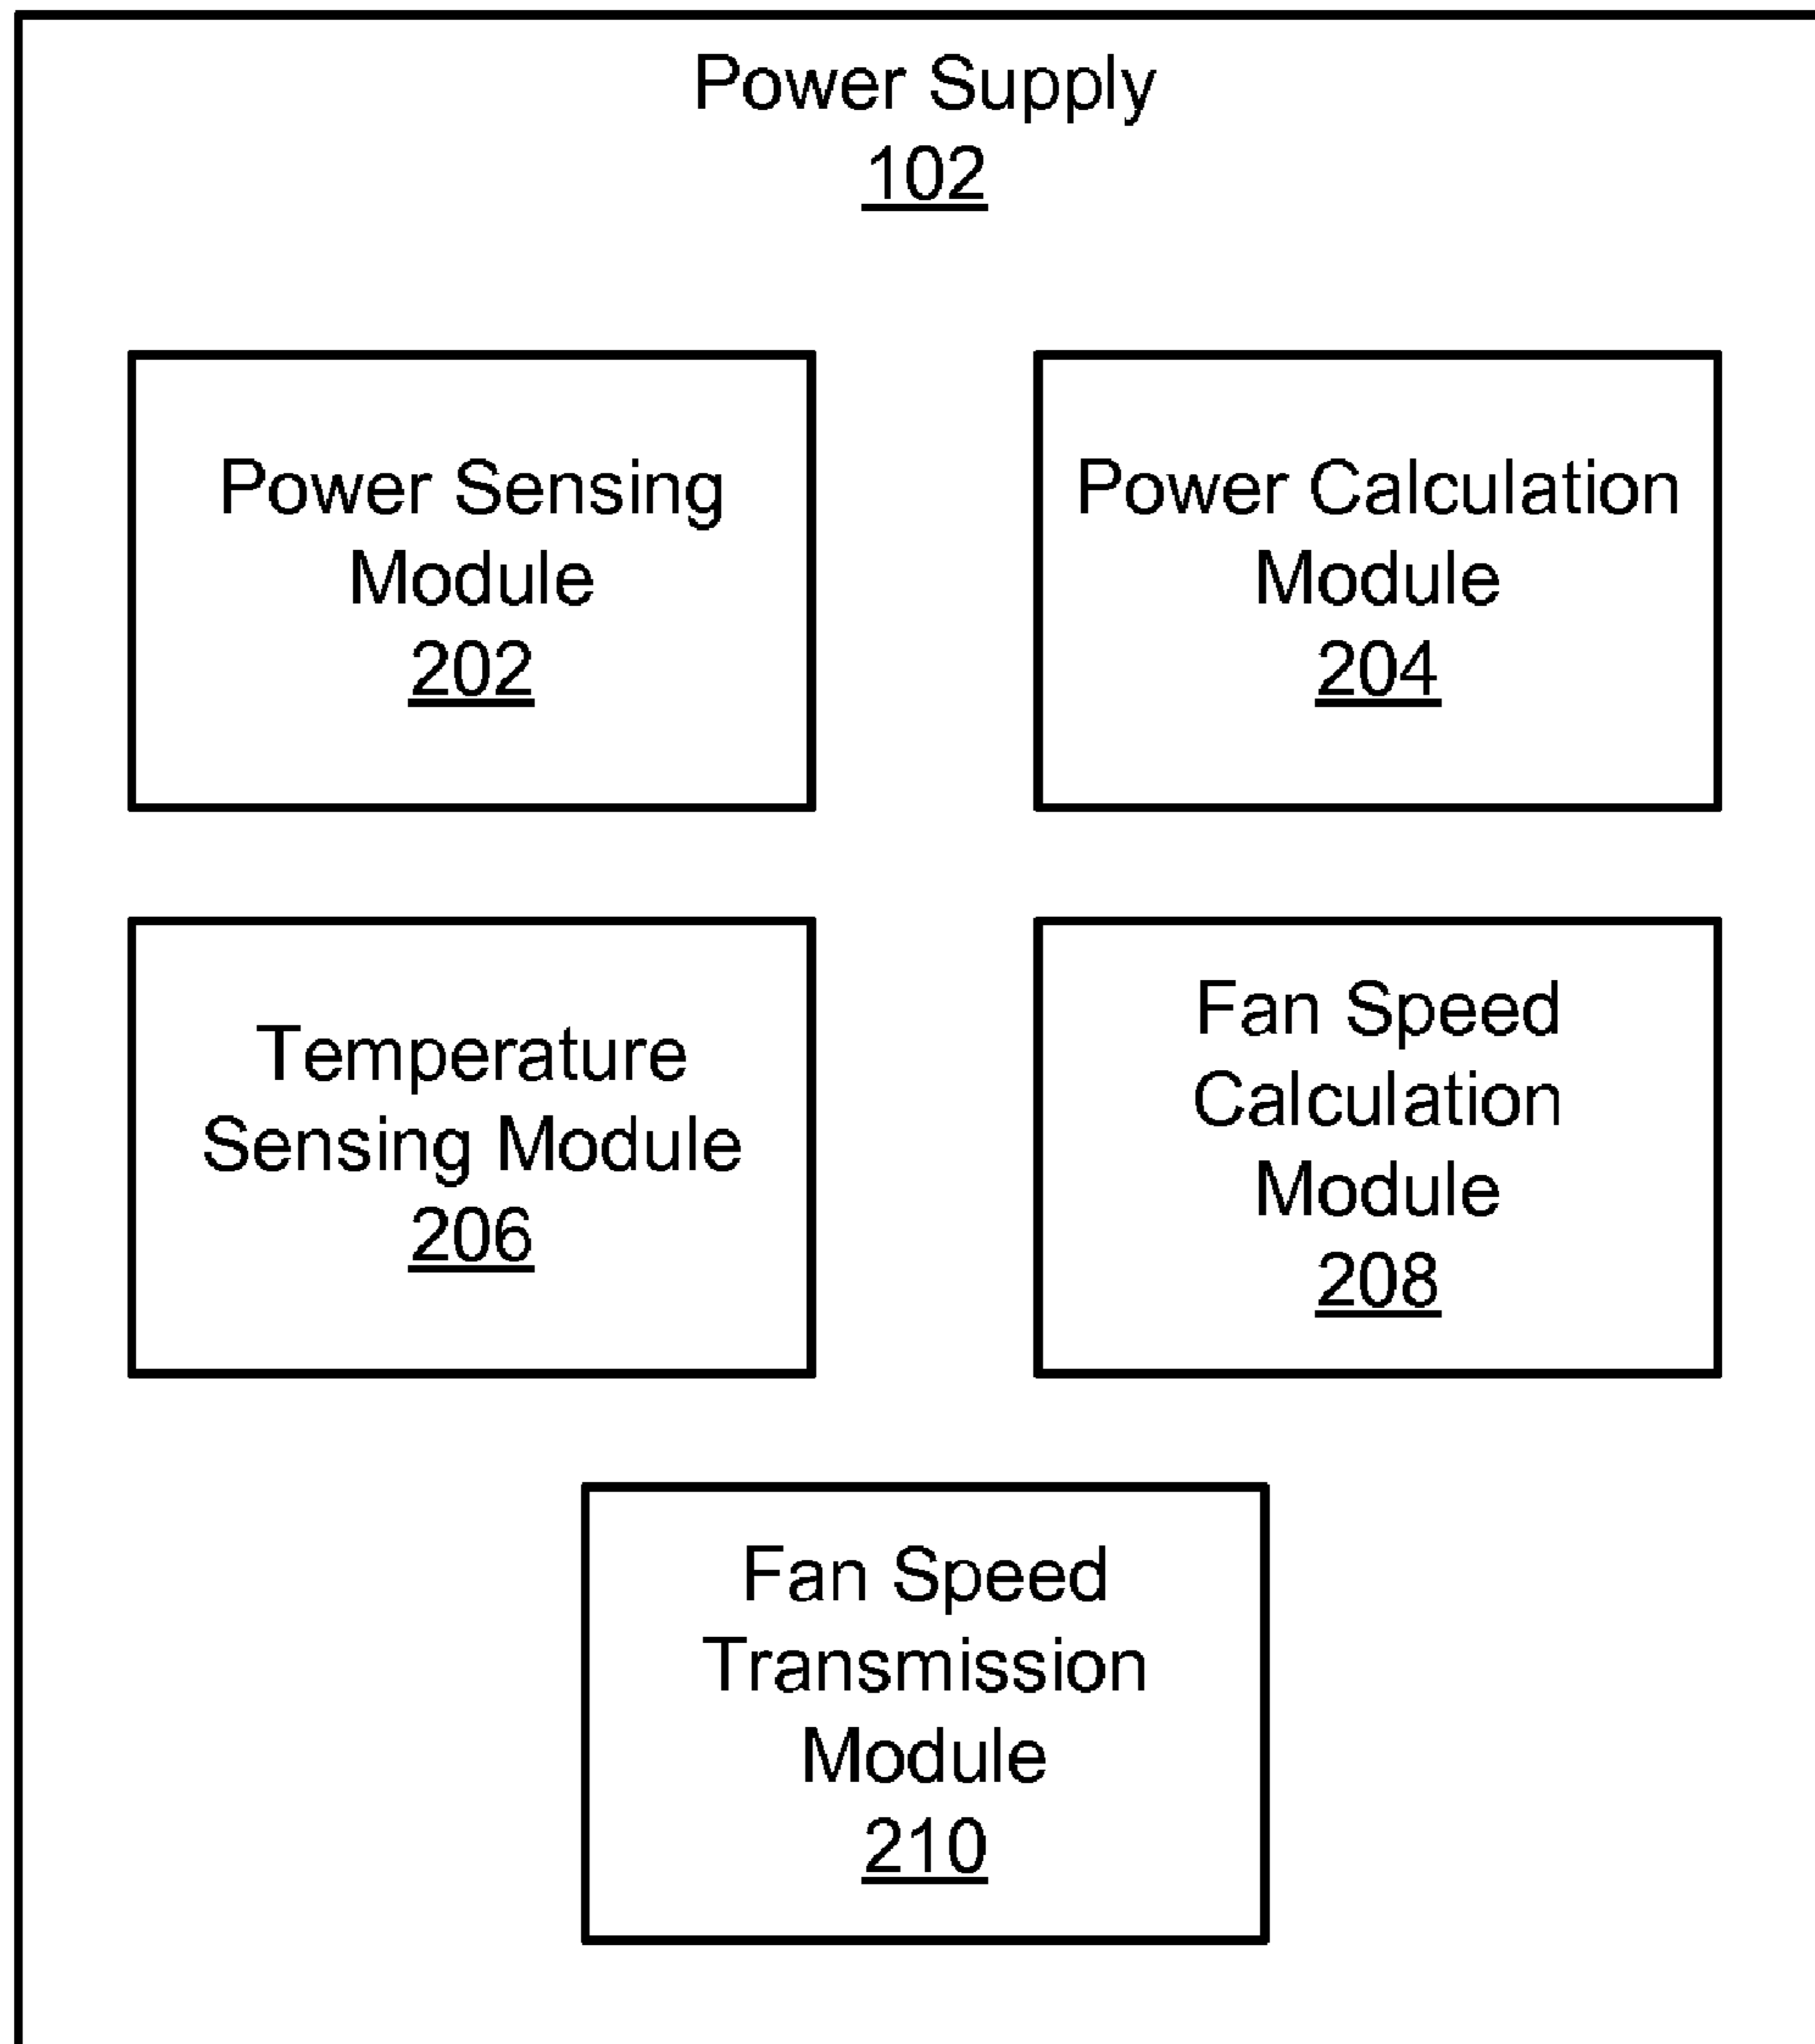 Power Supply
102
Power Sensing
Module
202
Power Calculation
Module
204
Temperature
Sensing Module
206
Fan Speed
Calculation
Module
208
Fan Speed
Transmission
Module
210